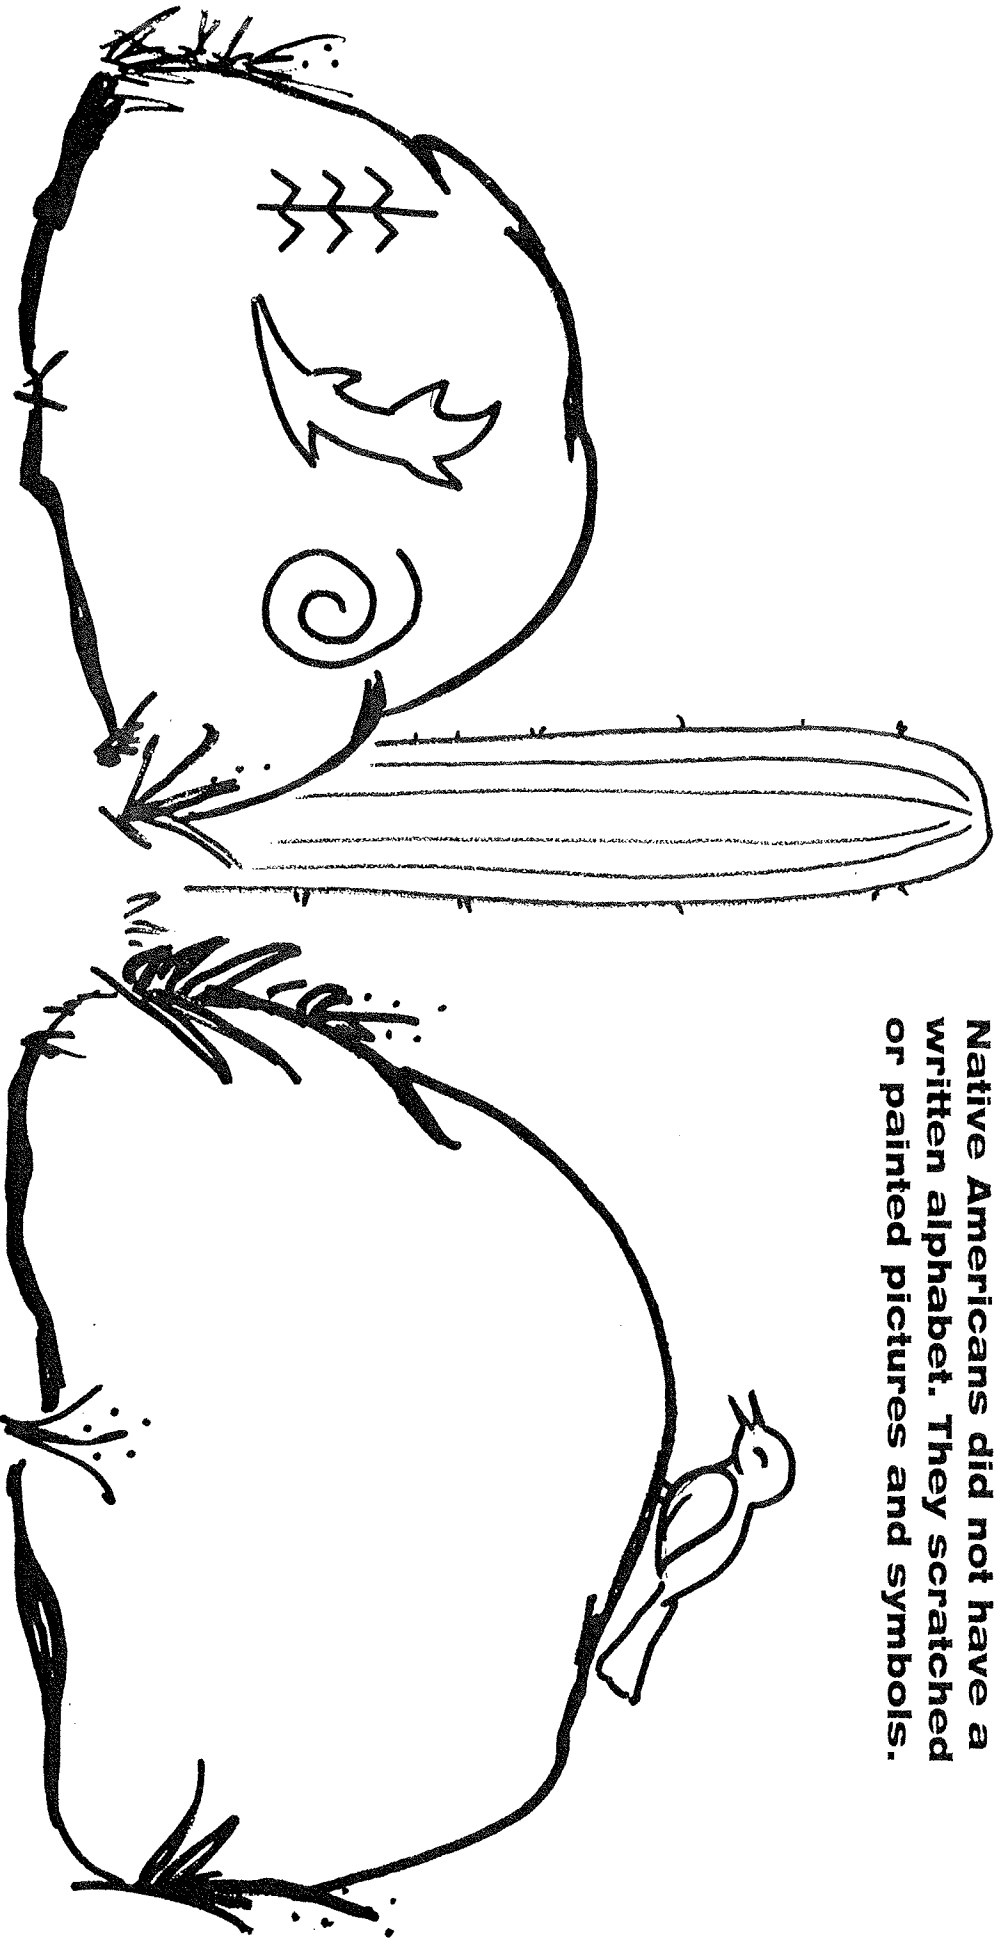 Native Americans did not have a
written alphabet. They scratched
or painted pictures and symbols.